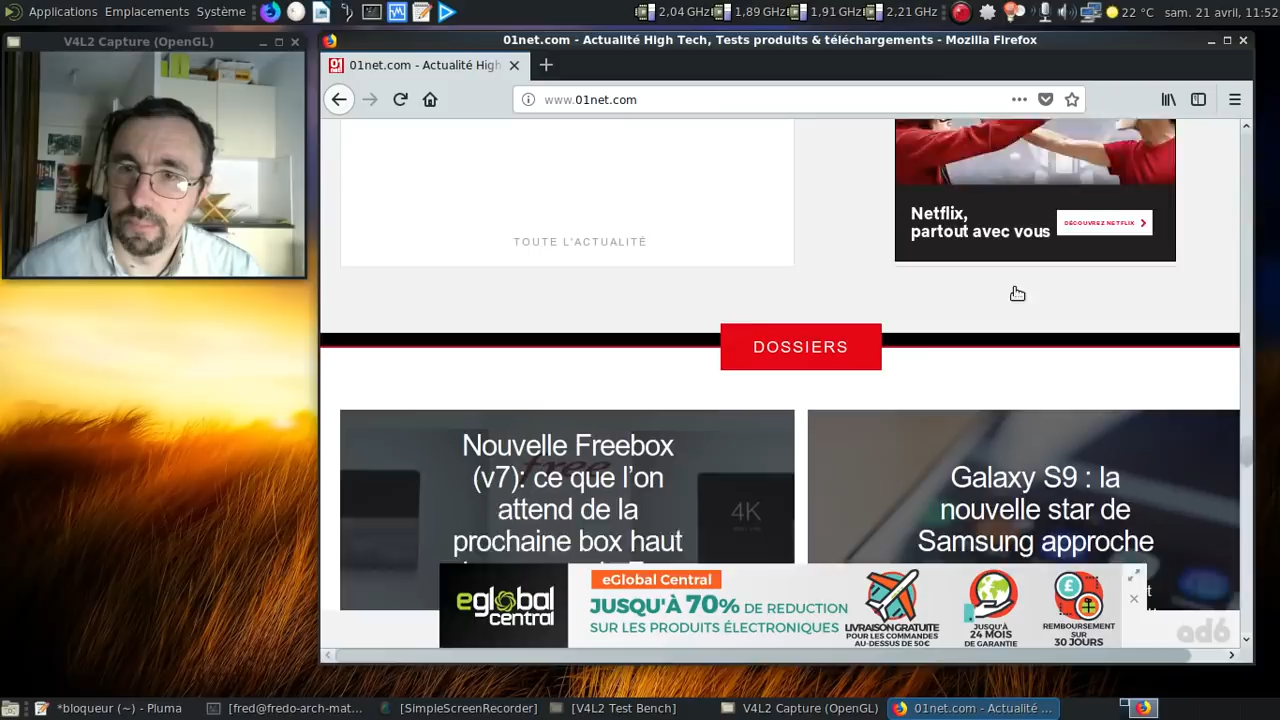 Applications Emplacements Système
2,04 GHz 1,89 GHz 1,91 GHz 2,21 GHz 22 °C sam. 21 avril, 11:52
V4L2 Capture (OpenGL)
01net.com - Actualité High Tech, Tests produits & téléchargements - Mozilla Firefox
01net.com - Actualité High
www.01net.com
TOUTE L'ACTUALITÉ
Netflix,
partout avec vous
DÉCOUVREZ NETFLIX
DOSSIERS
Nouvelle Freebox
(v7): ce que l'on
attend de la
prochaine box haut
free
4K
Galaxy S9 : la
nouvelle star de
Samsung approche
eglobal
central
eGlobal Central
JUSQU'À 70% DE REDUCTION
SUR LES PRODUITS ÉLECTRONIQUES
LIVRAISON GRATUITE
POUR LES COMMANDES
AU-DESSUS DE 50€
JUSQU'À
24 MOIS
DE GARANTIE
REMBOURSEMENT
SUR
30 JOURS
ad6
*bloqueur (~) - Pluma
[fred@fredo-arch-mat...
[SimpleScreenRecorder]
[V4L2 Test Bench]
V4L2 Capture (OpenGL)
01net.com - Actualité ...